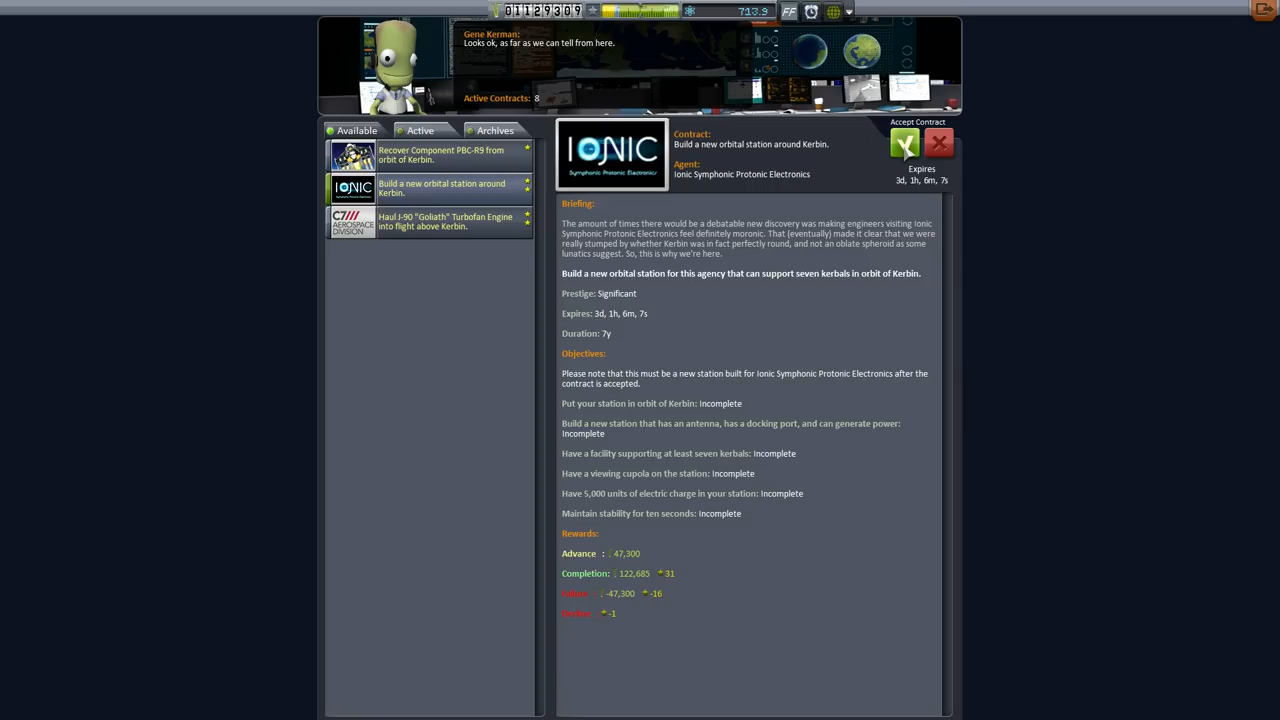 01129309
713.9
FF
Gene Kerman:
Looks ok, as far as we can tell from here.
Active Contracts: 8
Available
Active
Archives
Recover Component PBC-R9 from
orbit of Kerbin.
IONIC
Build a new orbital station around
Kerbin.
C7///
AEROSPACE
DIVISION
Haul J-90 "Goliath" Turbofan Engine
into flight above Kerbin.
IONIC
Symphonic Protonic Electronics
Contract:
Build a new orbital station around Kerbin.
Agent:
Ionic Symphonic Protonic Electronics
Accept Contract
Expires
3d, 1h, 6m, 7s
Briefing:
The amount of times there would be a debatable new discovery was making engineers visiting Ionic
Symphonic Protonic Electronics feel definitely moronic. That (eventually) made it clear that we were
really stumped by whether Kerbin was in fact perfectly round, and not an oblate spheroid as some
lunatics suggest. So, this is why we're here.
Build a new orbital station for this agency that can support seven kerbals in orbit of Kerbin.
Prestige: Significant
Expires: 3d, 1h, 6m, 7s
Duration: 7y
Objectives:
Please note that this must be a new station built for Ionic Symphonic Protonic Electronics after the
contract is accepted.
Put your station in orbit of Kerbin: Incomplete
Build a new station that has an antenna, has a docking port, and can generate power:
Incomplete
Have a facility supporting at least seven kerbals: Incomplete
Have a viewing cupola on the station: Incomplete
Have 5,000 units of electric charge in your station: Incomplete
Maintain stability for ten seconds: Incomplete
Rewards:
Advance : 47,300
Completion: 122,685 31
Failure: -47,300 -16
Decline: -1